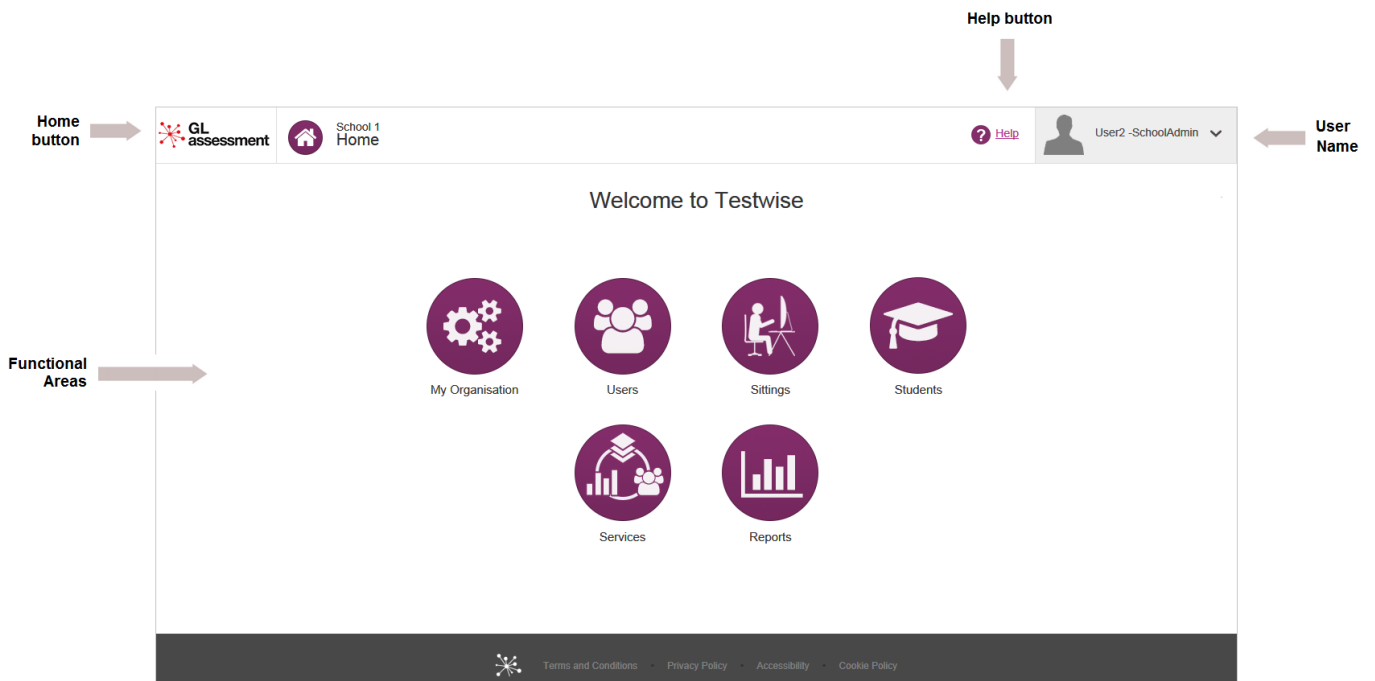 Help button
Home
button
GL
assessment
School 1
Home
? Help
User2 -SchoolAdmin
User
Name
Welcome to Testwise
Functional
Areas
My Organisation
Users
Sittings
Students
Services
Reports
Terms and Conditions · Privacy Policy · Accessibility · Cookie Policy